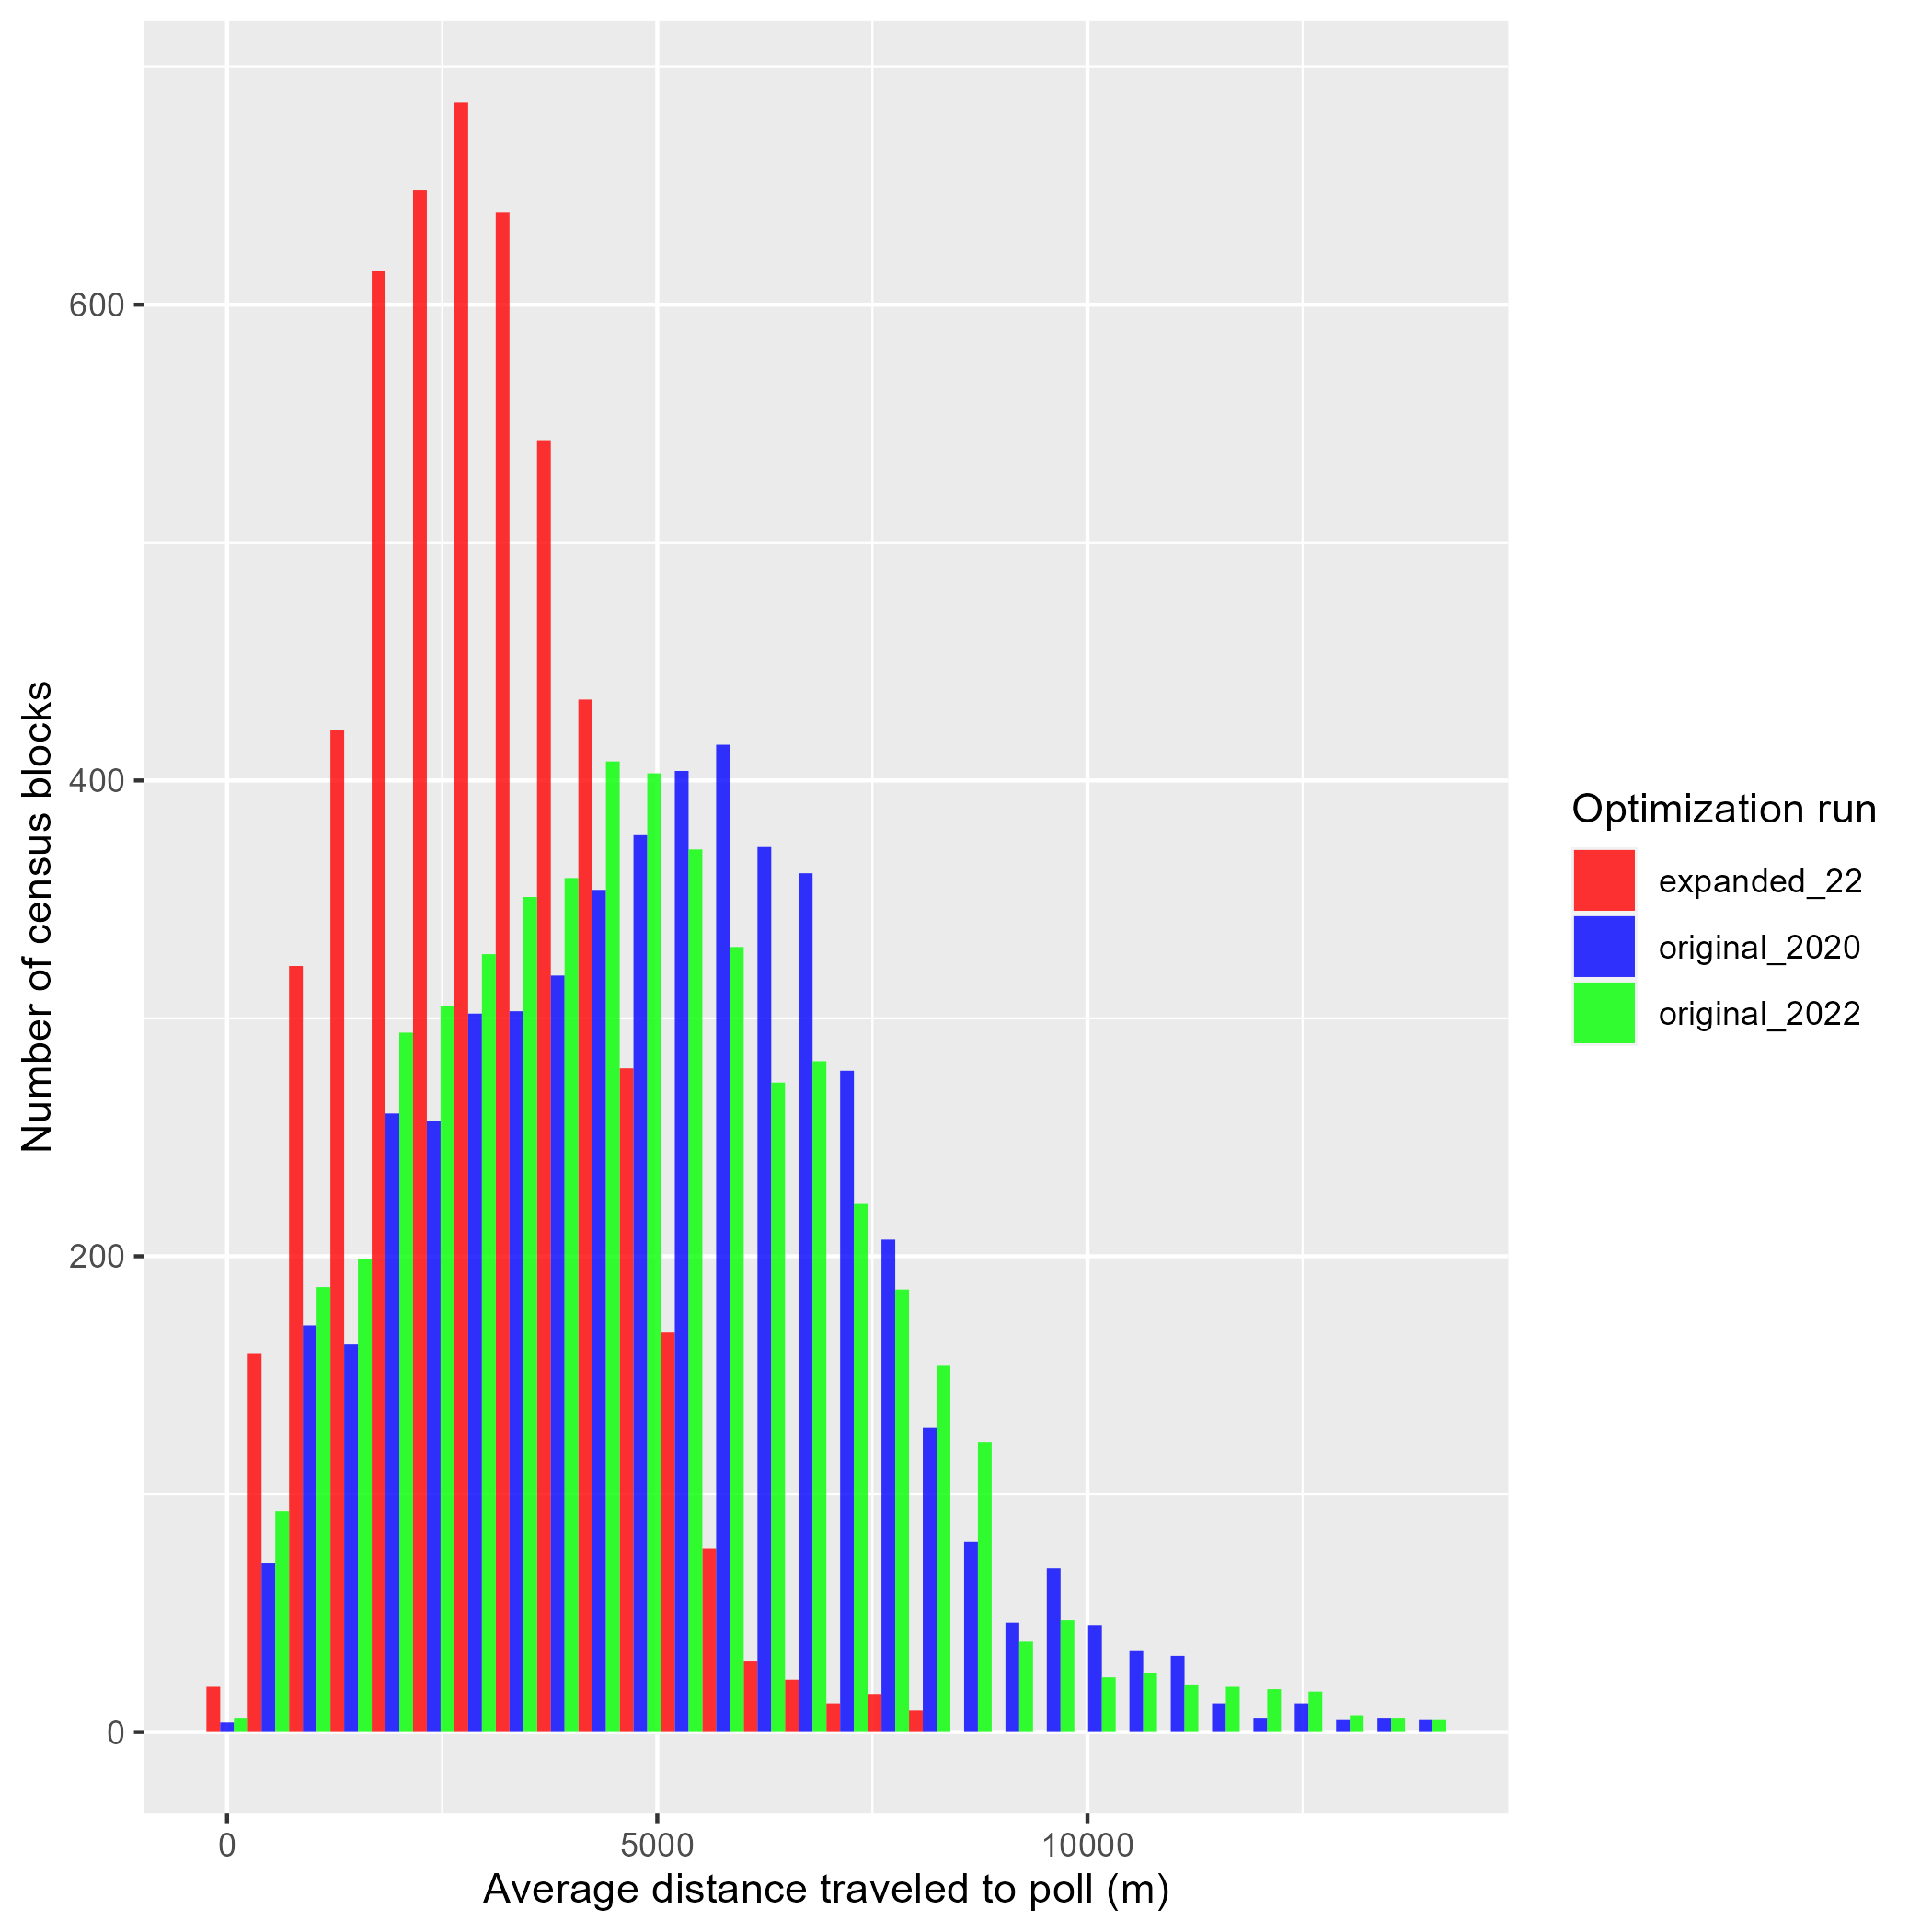 600
400
200
0
0 5000 10000
Number of census blocks
Average distance traveled to poll (m)
Optimization run
expanded_22
original_2020
original_2022